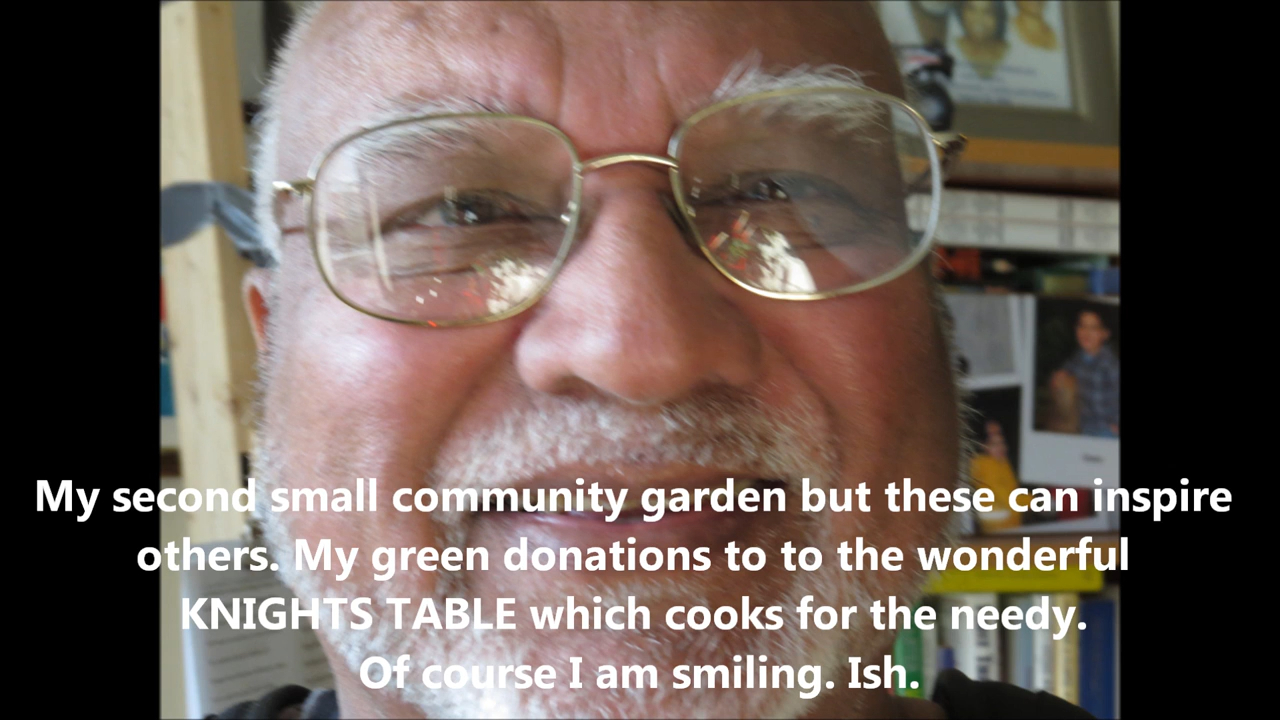 My second small community garden but these can inspire
others. My green donations to to the wonderful
KNIGHTS TABLE which cooks for the needy.
Of course I am smiling. Ish.